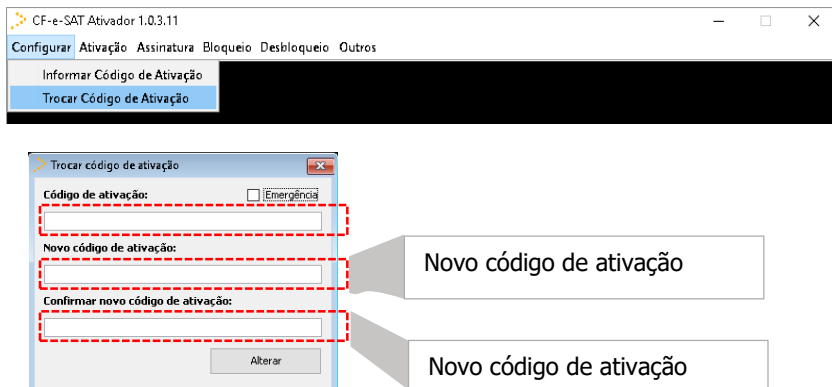 CF-e-SAT Ativador 1.0.3.11
Configurar Ativação Assinatura Bloqueio Desbloqueio Outros
Informar Código de Ativação
Trocar Código de Ativação
Trocar código de ativação
Código de ativação: Emergência
Novo código de ativação:
Novo código de ativação
Confirmar novo código de ativação:
Alterar
Novo código de ativação